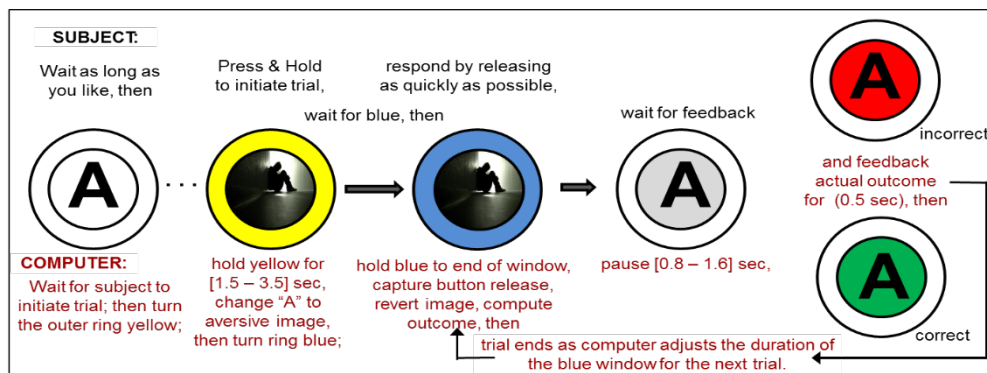 SUBJECT:
Wait as long as
you like, then
Press & Hold
to initiate trial,
respond by releasing
as quickly as possible,
wait for blue, then
wait for feedback
A
A
A
incorrect
and feedback
actual outcome
for (0.5 sec), then
A
correct
COMPUTER:
Wait for subject to
initiate trial; then turn
the outer ring yellow;
hold yellow for
[1.5 – 3.5] sec,
change “A” to
aversive image,
then turn ring blue;
hold blue to end of window,
capture button release,
revert image, compute
outcome, then
pause [0.8 – 1.6] sec,
trial ends as computer adjusts the duration of
the blue window for the next trial.